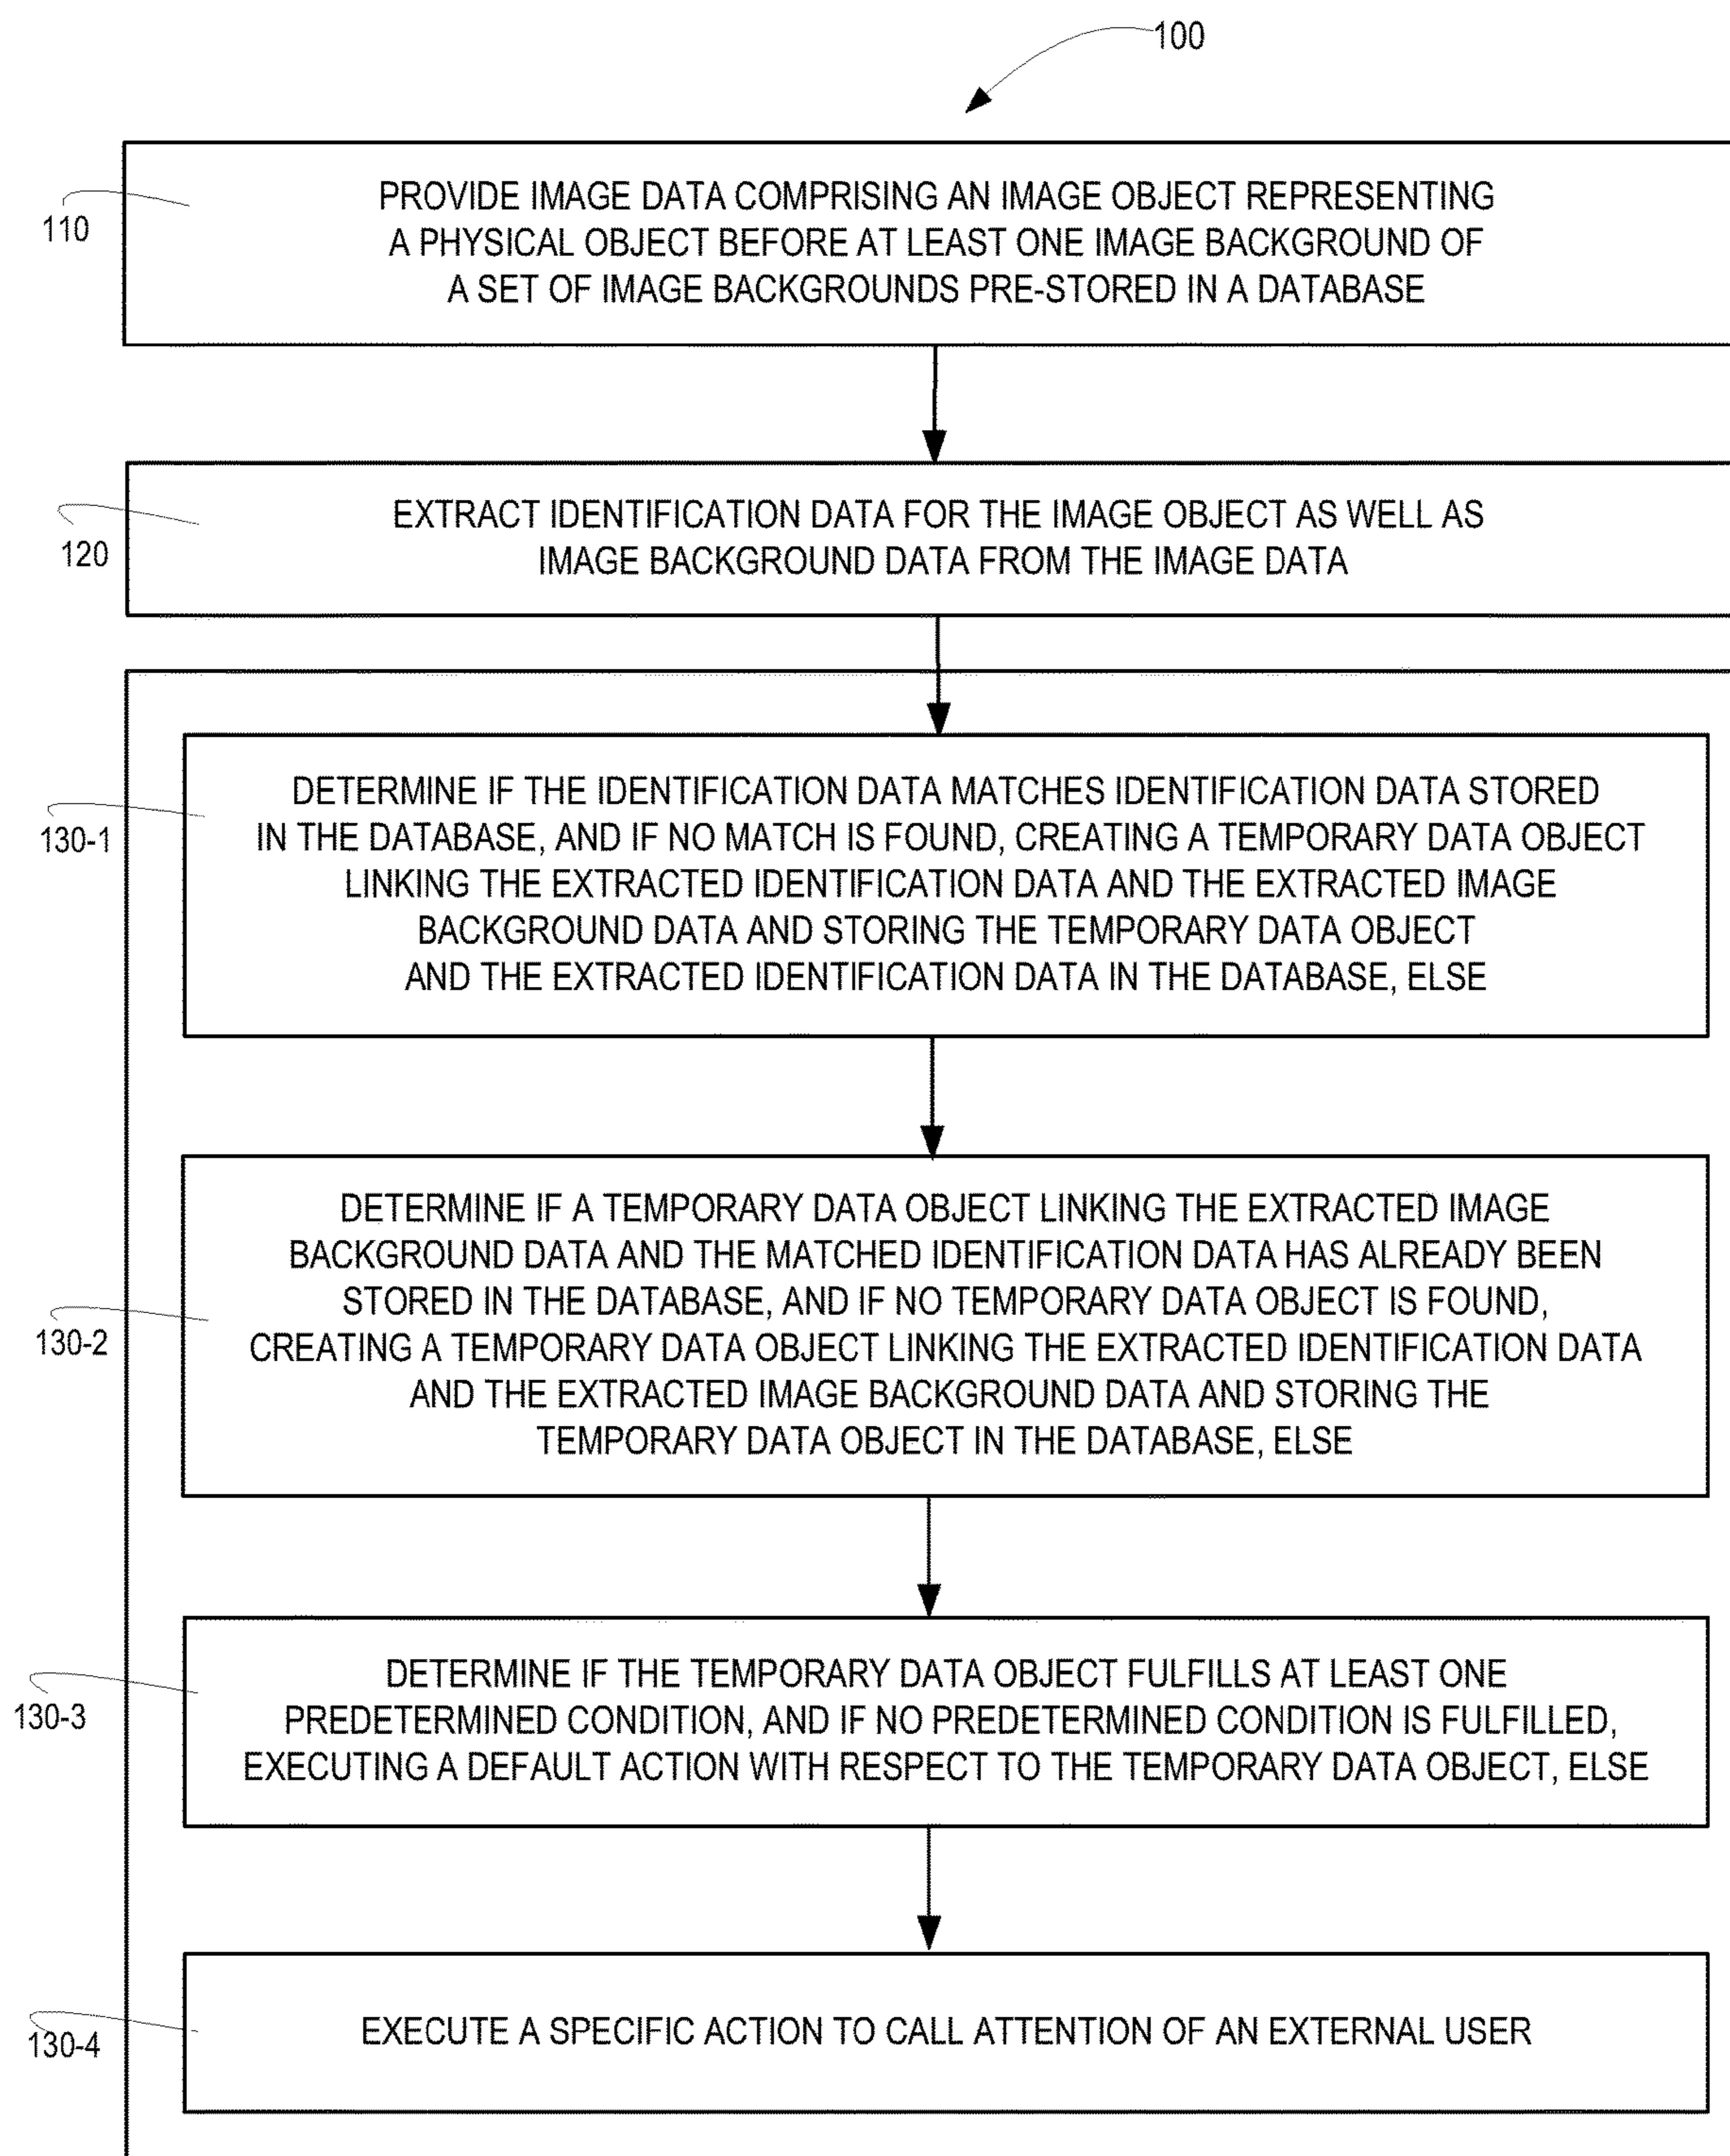 100
110
PROVIDE IMAGE DATA COMPRISING AN IMAGE OBJECT REPRESENTING
A PHYSICAL OBJECT BEFORE AT LEAST ONE IMAGE BACKGROUND OF
A SET OF IMAGE BACKGROUNDS PRE-STORED IN A DATABASE
120
EXTRACT IDENTIFICATION DATA FOR THE IMAGE OBJECT AS WELL AS
IMAGE BACKGROUND DATA FROM THE IMAGE DATA
130-1
DETERMINE IF THE IDENTIFICATION DATA MATCHES IDENTIFICATION DATA STORED
IN THE DATABASE, AND IF NO MATCH IS FOUND, CREATING A TEMPORARY DATA OBJECT
LINKING THE EXTRACTED IDENTIFICATION DATA AND THE EXTRACTED IMAGE
BACKGROUND DATA AND STORING THE TEMPORARY DATA OBJECT
AND THE EXTRACTED IDENTIFICATION DATA IN THE DATABASE, ELSE
130-2
DETERMINE IF A TEMPORARY DATA OBJECT LINKING THE EXTRACTED IMAGE
BACKGROUND DATA AND THE MATCHED IDENTIFICATION DATA HAS ALREADY BEEN
STORED IN THE DATABASE, AND IF NO TEMPORARY DATA OBJECT IS FOUND,
CREATING A TEMPORARY DATA OBJECT LINKING THE EXTRACTED IDENTIFICATION DATA
AND THE EXTRACTED IMAGE BACKGROUND DATA AND STORING THE
TEMPORARY DATA OBJECT IN THE DATABASE, ELSE
130-3
DETERMINE IF THE TEMPORARY DATA OBJECT FULFILLS AT LEAST ONE
PREDETERMINED CONDITION, AND IF NO PREDETERMINED CONDITION IS FULFILLED,
EXECUTING A DEFAULT ACTION WITH RESPECT TO THE TEMPORARY DATA OBJECT, ELSE
130-4
EXECUTE A SPECIFIC ACTION TO CALL ATTENTION OF AN EXTERNAL USER